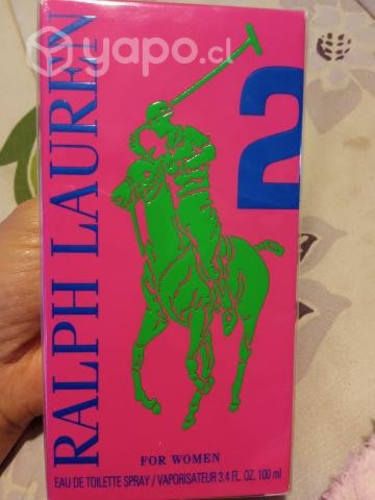 yapo.cl
RALPH LAUREN
2
FOR WOMEN
EAU DE TOILETTE SPRAY / VAPORISATEUR 3.4 FL. OZ. 100 ml